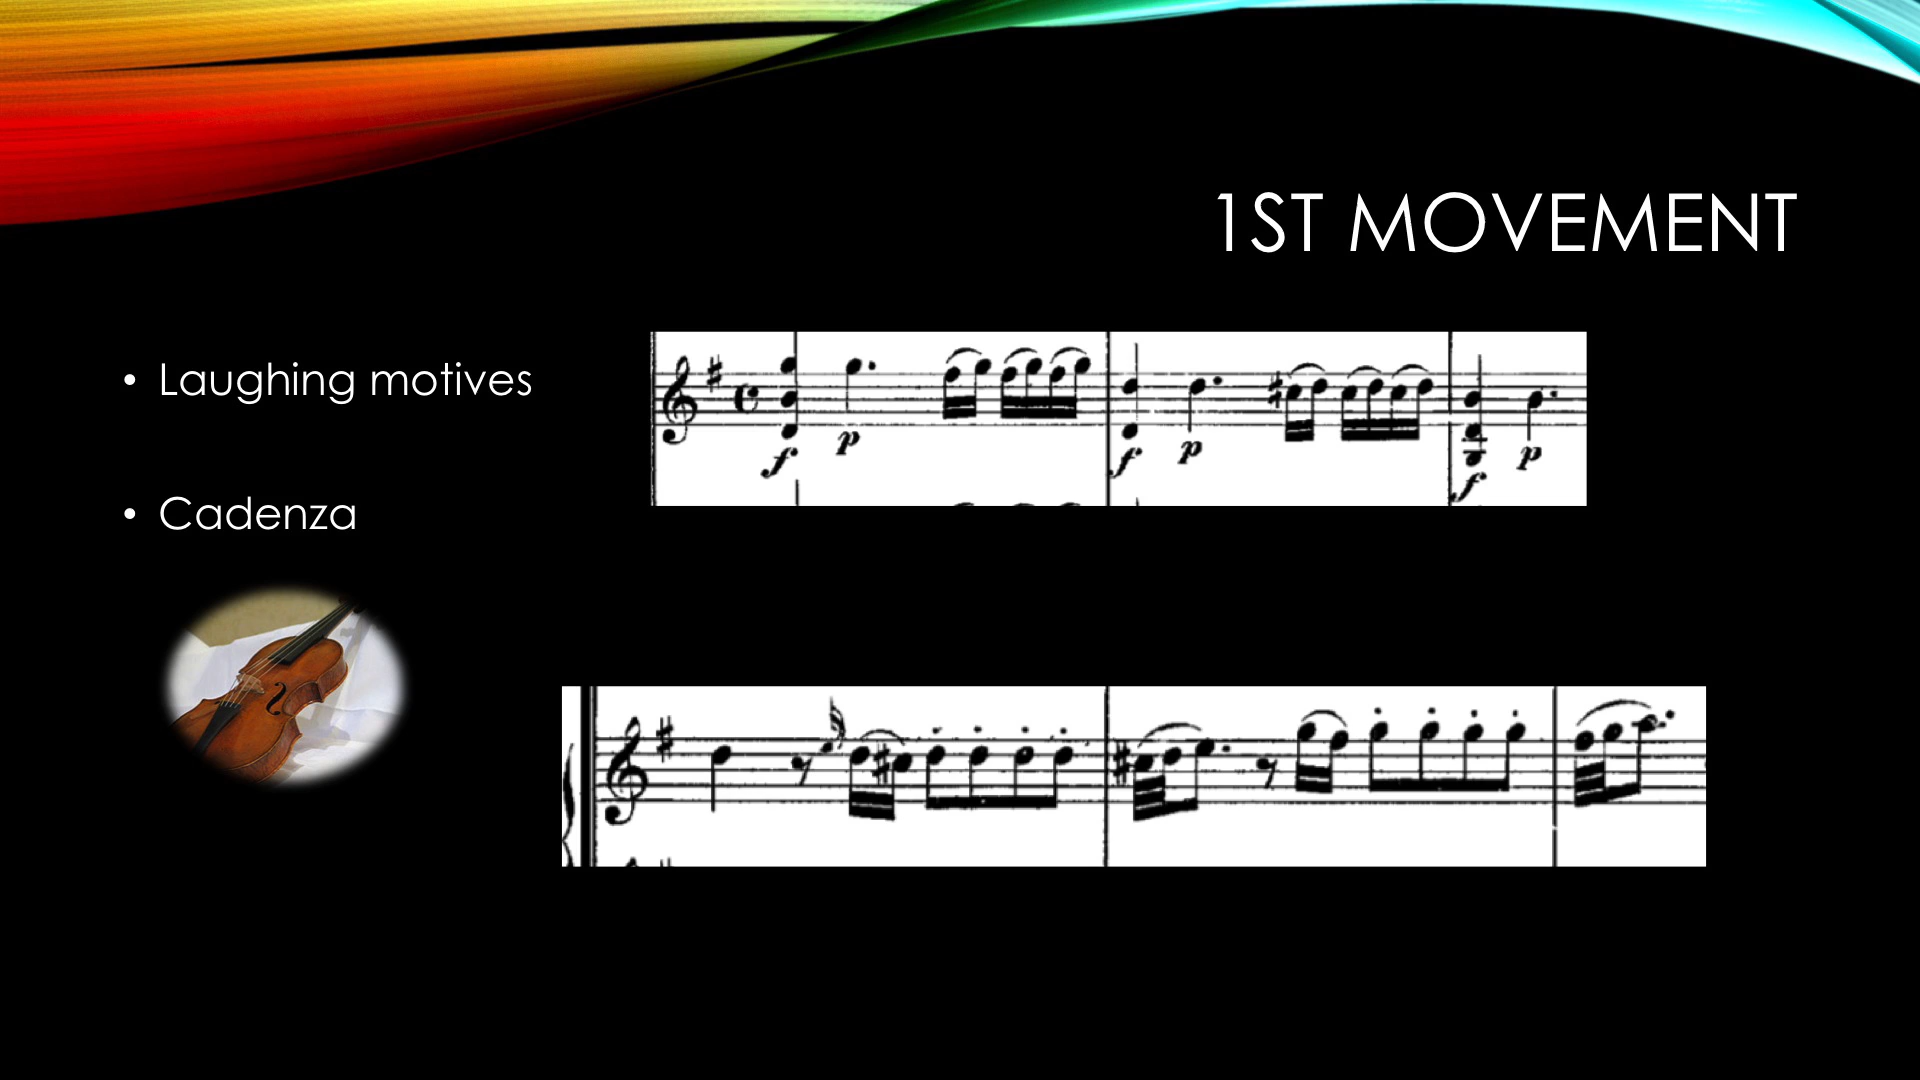 1ST MOVEMENT
• Laughing motives
• Cadenza
f p f p f p